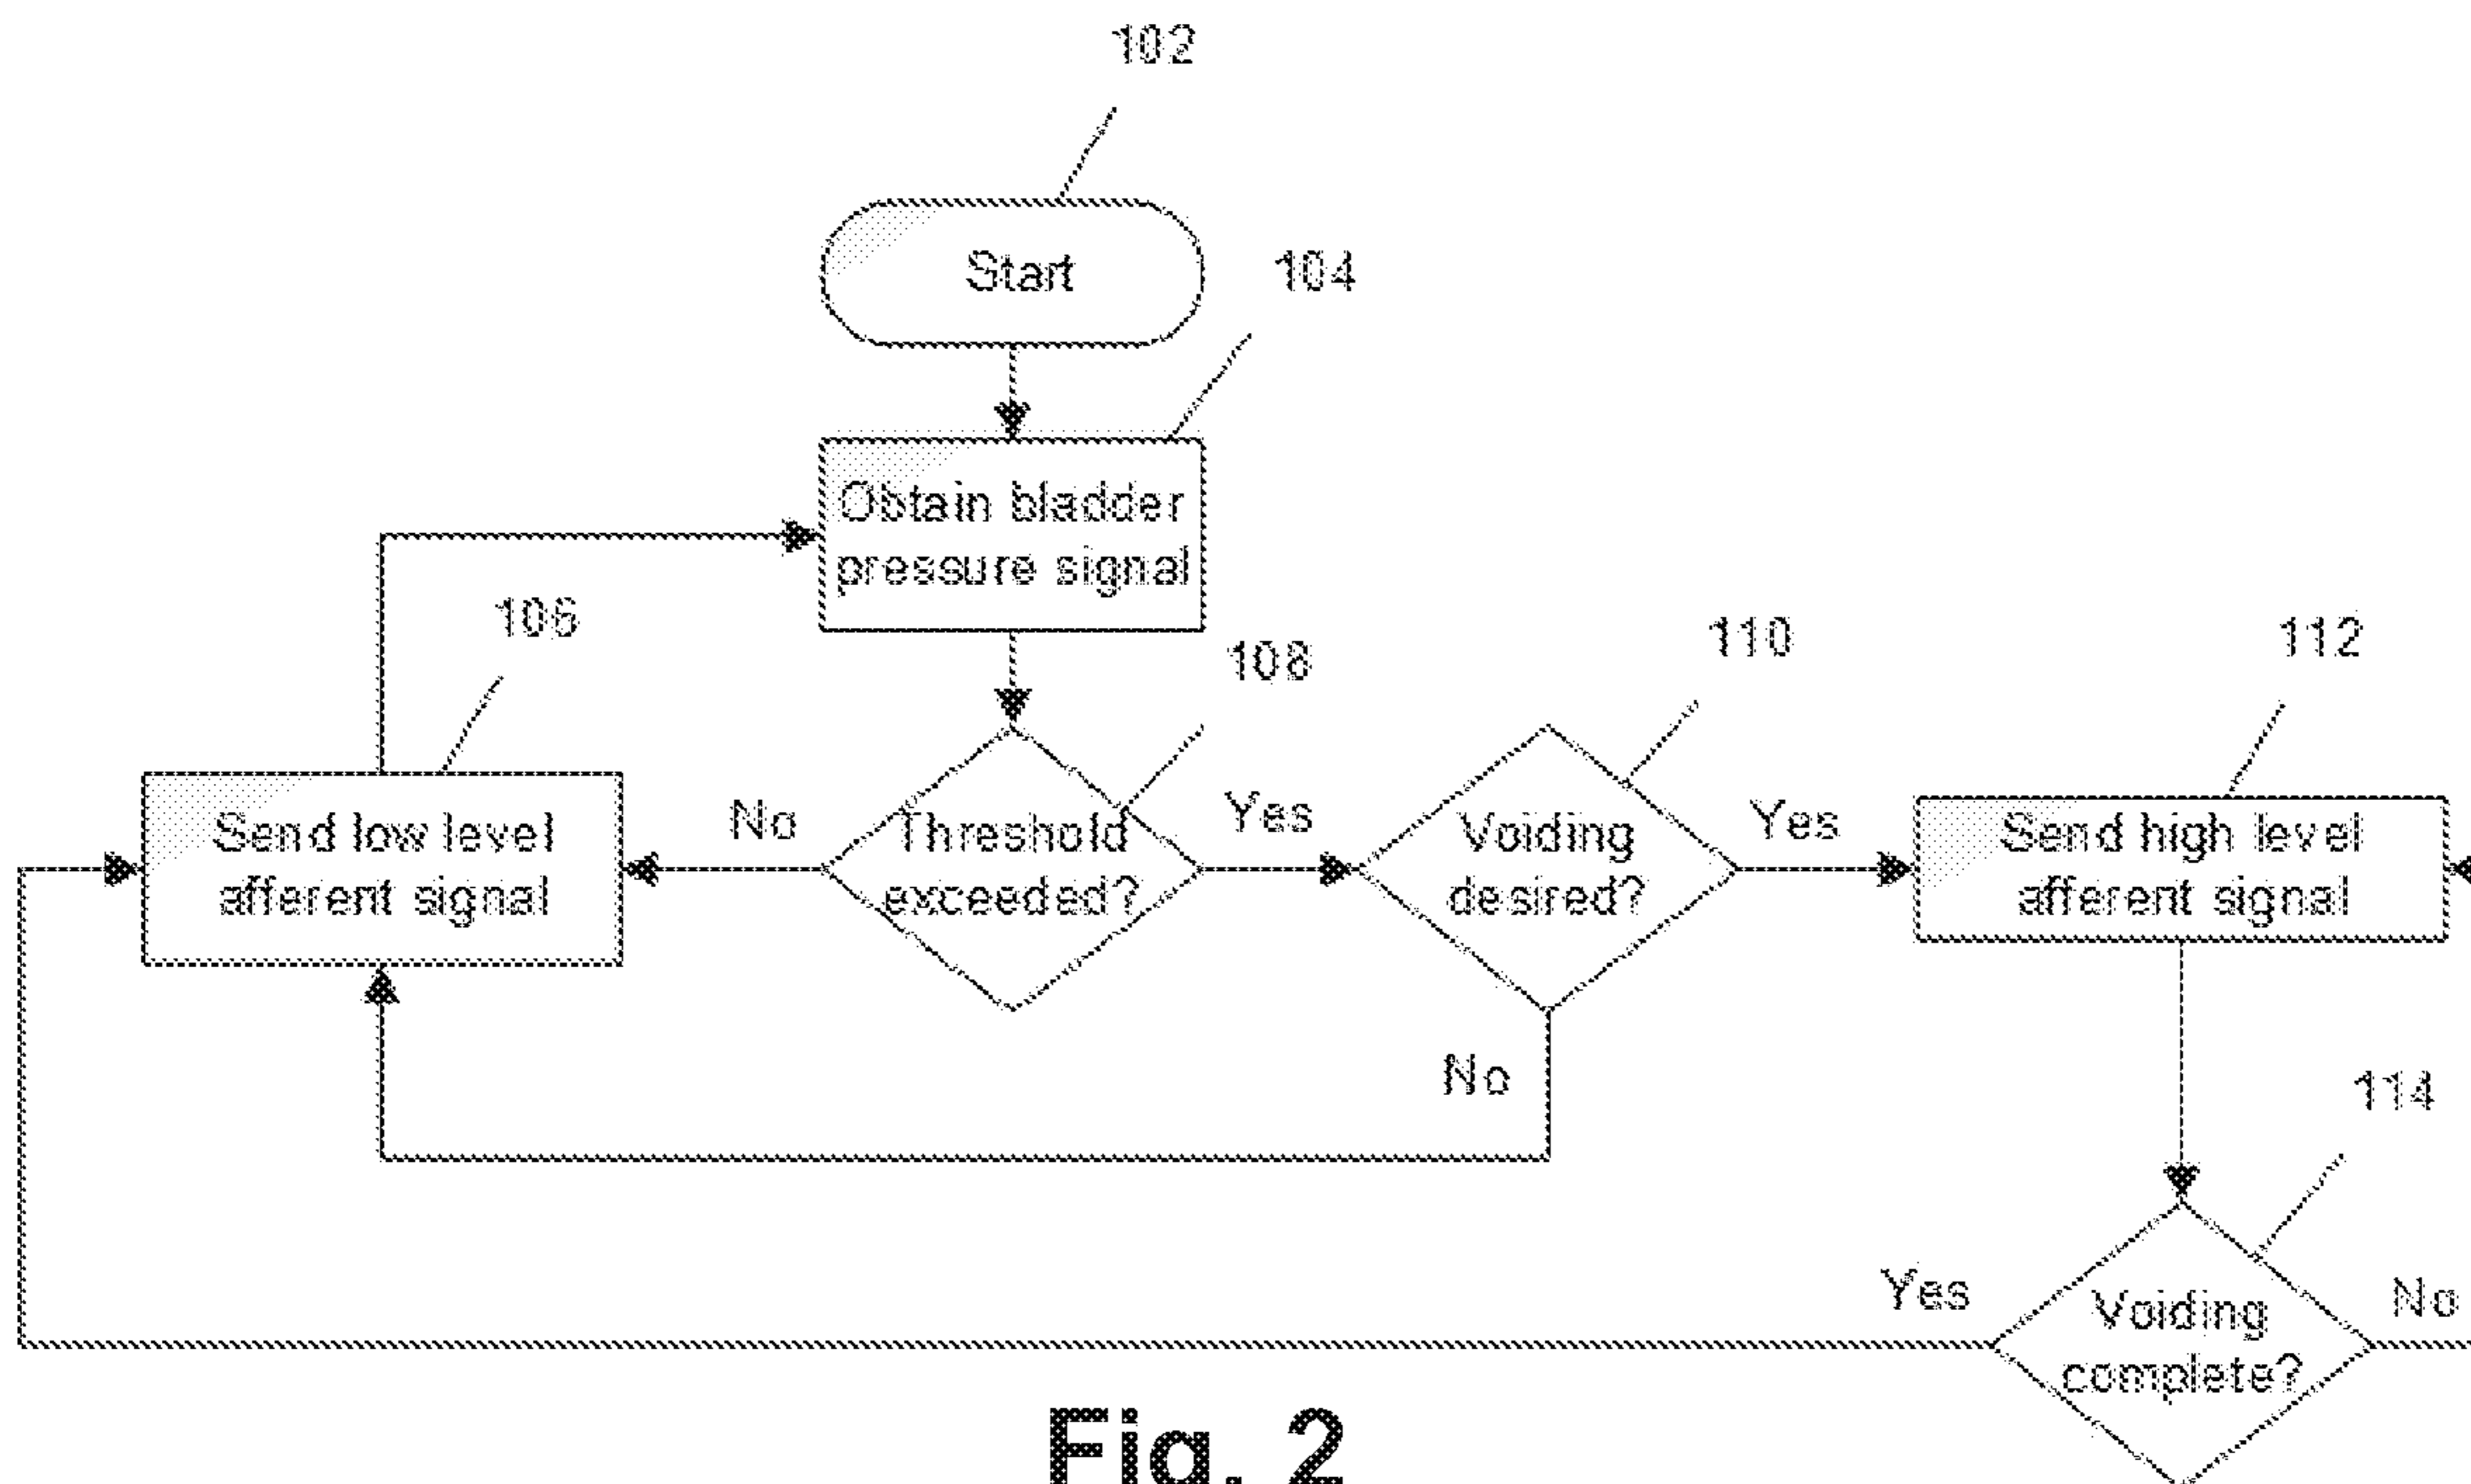 102
Start
104
Obtain bladder
pressure signal
106
108
110
112
Send low level
afferent signal
No
Threshold
exceeded?
Yes
Voiding
desired?
Yes
Send high level
afferent signal
No
114
Yes
Voiding
complete?
No
Fig. 2